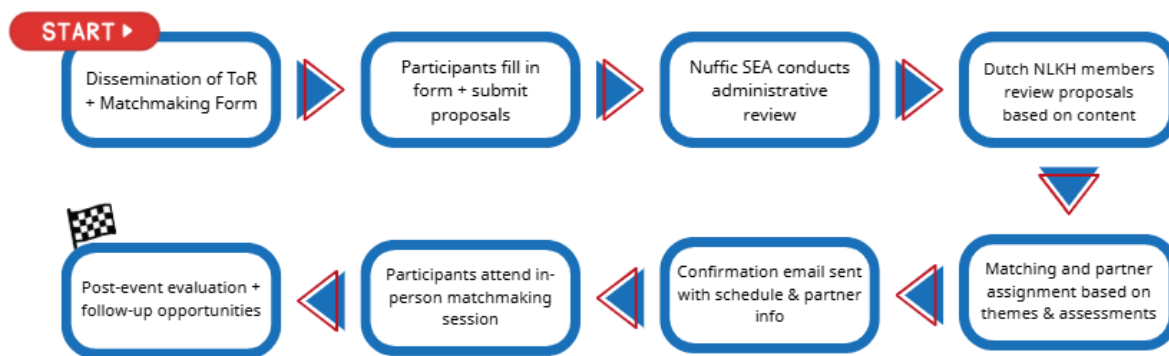 START
Dissemination of ToR
+ Matchmaking Form
Participants fill in
form + submit
proposals
Nuffic SEA conducts
administrative
review
Dutch NLKH members
review proposals
based on content
Matching and partner
assignment based on
themes & assessments
Confirmation email sent
with schedule & partner
info
Participants attend in-
person matchmaking
session
Post-event evaluation +
follow-up opportunities